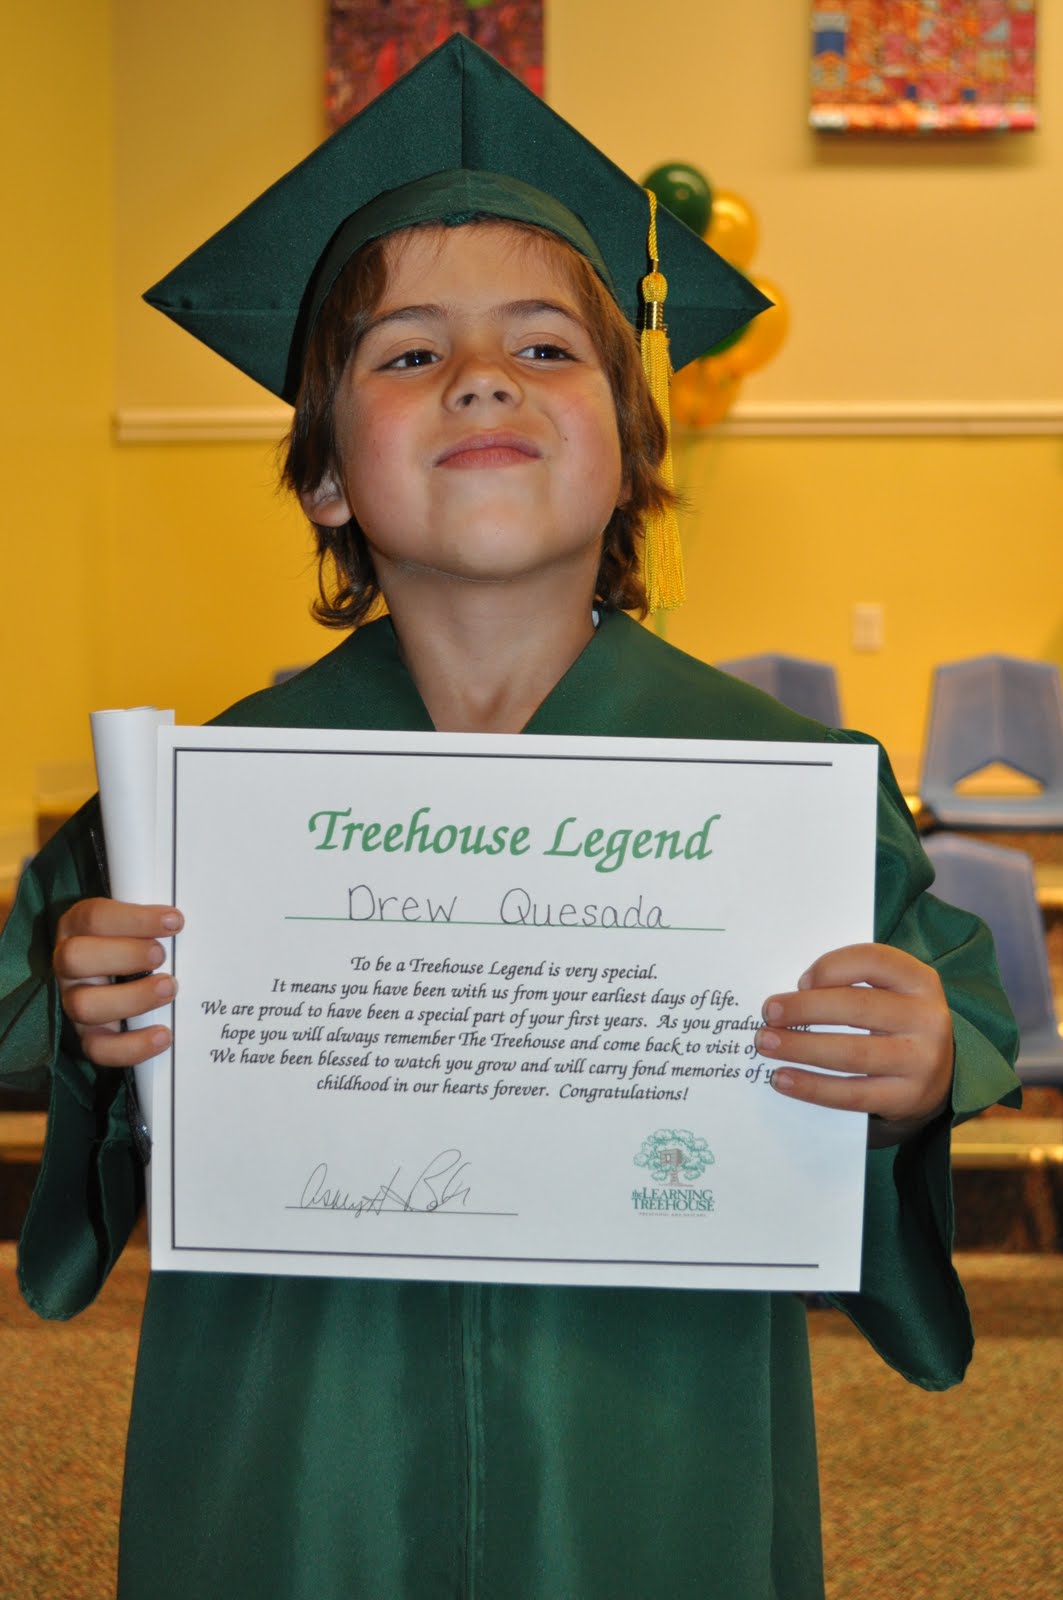 Treehouse Legend
Drew Quesada
To be a Treehouse Legend is very special.
It means you have been with us from your earliest days of life.
We are proud to have been a special part of your first years. As you
hope you will always remember The Treehouse and come back to visit
We have been blessed to watch you grow and will carry fond memories of
childhood in our hearts forever. Congratulations!
the LEARNING
TREEHOUSE